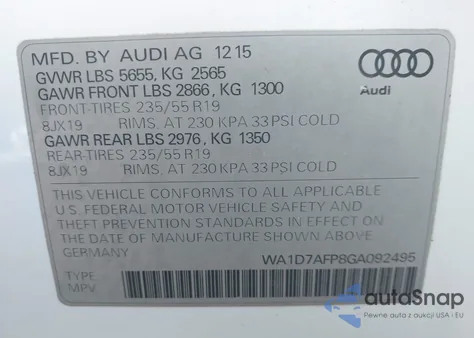 MFD. BY AUDI AG 12 15
GVWR LBS 5655, KG 2565
GAWR FRONT LBS 2866, KG 1300
FRONT-TIRES 235/55 R19
8JX19 RIMS, AT 230 KPA 33 PSI COLD
GAWR REAR LBS 2976, KG 1350
REAR-TIRES 235/55 R19
8JX19 RIMS, AT 230 KPA 33 PSI COLD
Audi
THIS VEHICLE CONFORMS TO ALL APPLICABLE
U.S. FEDERAL MOTOR VEHICLE SAFETY AND
THEFT PREVENTION STANDARDS IN EFFECT ON
THE DATE OF MANUFACTURE SHOWN ABOVE.
GERMANY
WA1D7AFP8GA092495
TYPE
MPV
autoSnap
Pewne auta z aukcji USA i EU